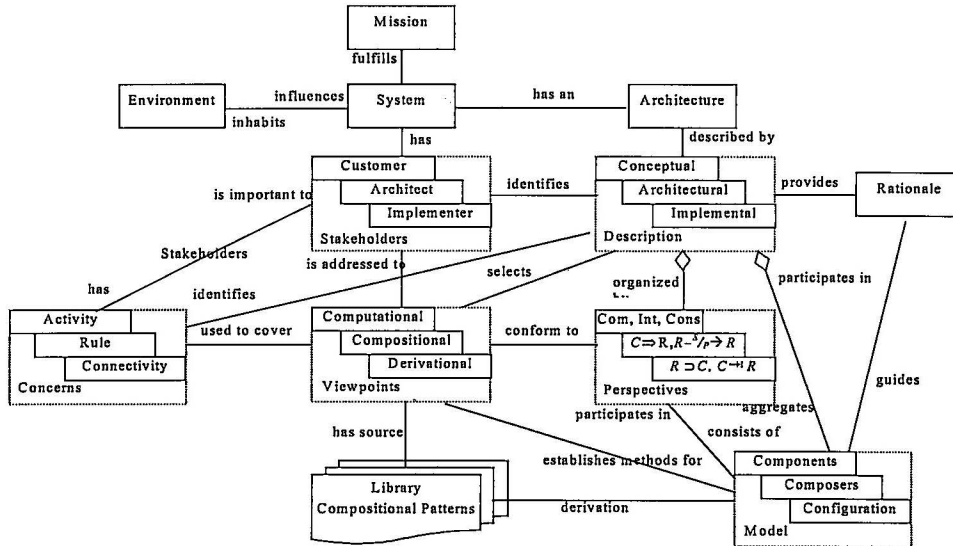 Mission
fulfills
Environment
influences
inhabits
System
has an
Architecture
has
described by
Customer
Architect
Implementer
Stakeholders
is important to
identifies
Conceptual
Architectural
Implemental
Description
provides
Rationale
Stakeholders
is addressed to
has
identifies
selects
organized
participates in
Activity
Rule
Connectivity
Concerns
used to cover
Computational
Compositional
Derivational
Viewpoints
conform to
Com, Int, Cons
R ⊃ C,
Perspectives
guides
participates in
aggregates
consists of
has source
establishes methods for
Library
Compositional Patterns
derivation
Components
Composers
Configuration
Model